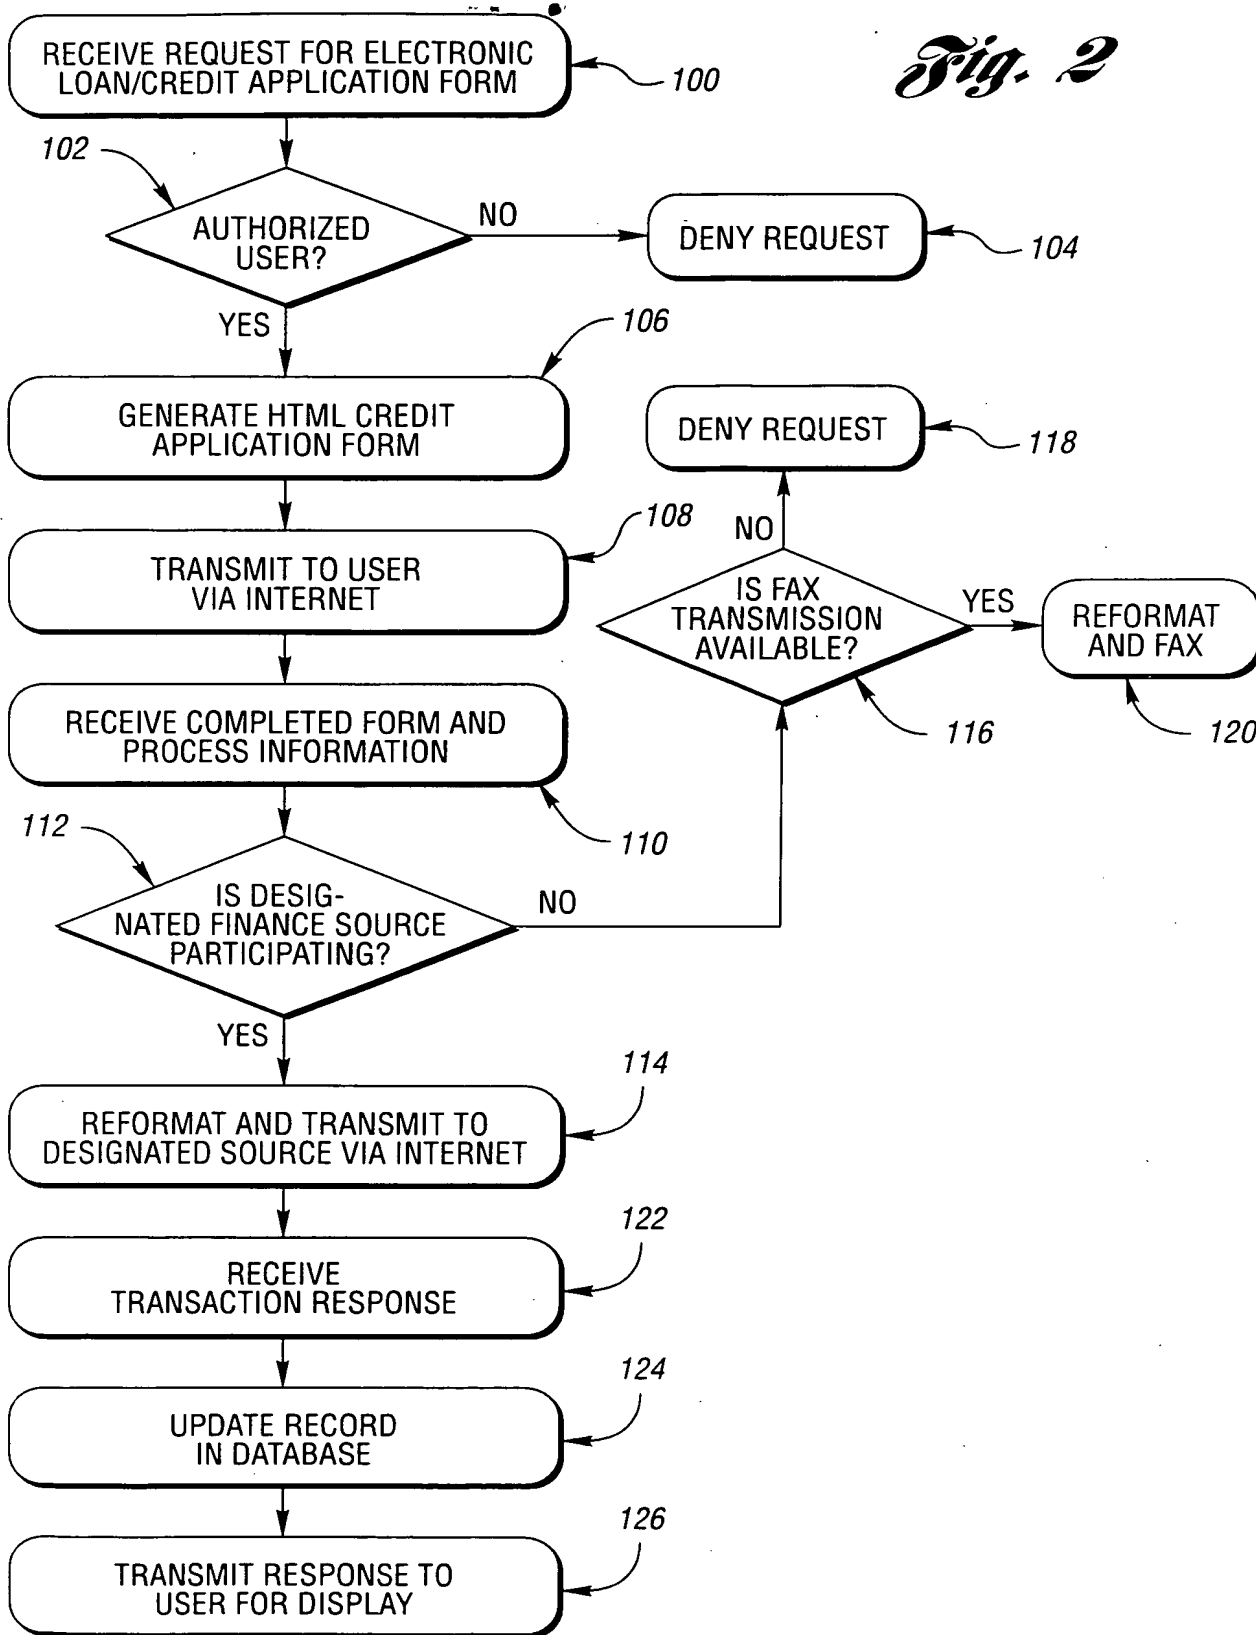 Fig. 2
RECEIVE REQUEST FOR ELECTRONIC
LOAN/CREDIT APPLICATION FORM
100
102
AUTHORIZED
USER?
NO
DENY REQUEST
104
YES
106
GENERATE HTML CREDIT
APPLICATION FORM
DENY REQUEST
118
108
NO
TRANSMIT TO USER
VIA INTERNET
IS FAX
TRANSMISSION
AVAILABLE?
YES
REFORMAT
AND FAX
116
120
RECEIVE COMPLETED FORM AND
PROCESS INFORMATION
110
112
IS DESIG-
NATED FINANCE SOURCE
PARTICIPATING?
NO
YES
114
REFORMAT AND TRANSMIT TO
DESIGNATED SOURCE VIA INTERNET
122
RECEIVE
TRANSACTION RESPONSE
124
UPDATE RECORD
IN DATABASE
126
TRANSMIT RESPONSE TO
USER FOR DISPLAY